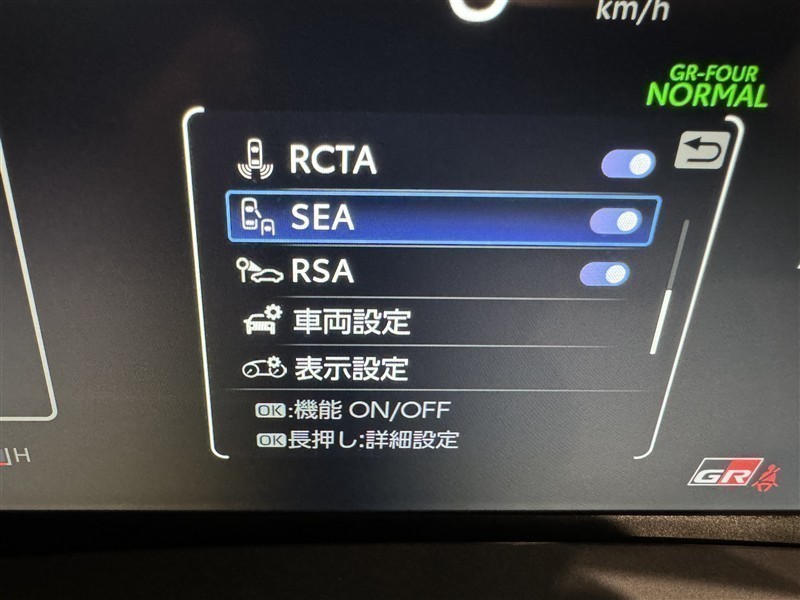 km/h
GR-FOUR
NORMAL
RCTA
SEA
RSA
車両設定
表示設定
OK:機能 ON/OFF
OK長押し:詳細設定
H
GR